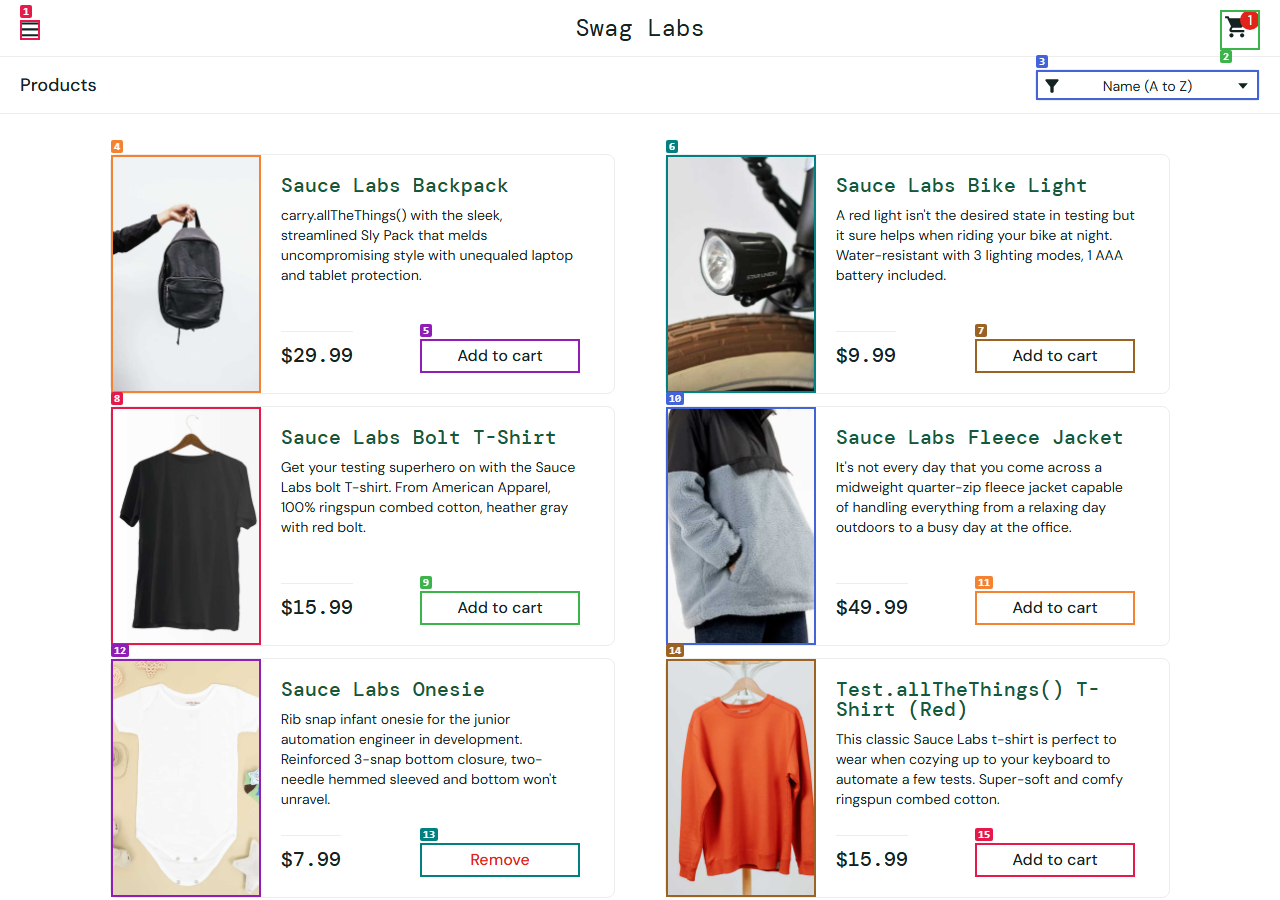 1
Swag Labs
1
2
Products
3
Name (A to Z)
4
Sauce Labs Backpack
carry.allTheThings() with the sleek,
streamlined Sly Pack that melds
uncompromising style with unequaled laptop
and tablet protection.
$29.99
5
Add to cart
6
Sauce Labs Bike Light
A red light isn't the desired state in testing but
it sure helps when riding your bike at night.
Water-resistant with 3 lighting modes, 1 AAA
battery included.
$9.99
7
Add to cart
8
Sauce Labs Bolt T-Shirt
Get your testing superhero on with the Sauce
Labs bolt T-shirt. From American Apparel,
100% ringspun combed cotton, heather gray
with red bolt.
$15.99
9
Add to cart
10
Sauce Labs Fleece Jacket
It's not every day that you come across a
midweight quarter-zip fleece jacket capable
of handling everything from a relaxing day
outdoors to a busy day at the office.
$49.99
11
Add to cart
12
Sauce Labs Onesie
Rib snap infant onesie for the junior
automation engineer in development.
Reinforced 3-snap bottom closure, two-
needle hemmed sleeved and bottom won't
unravel.
$7.99
13
Remove
14
Test.allTheThings() T-
Shirt (Red)
This classic Sauce Labs t-shirt is perfect to
wear when cozying up to your keyboard to
automate a few tests. Super-soft and comfy
ringspun combed cotton.
$15.99
15
Add to cart